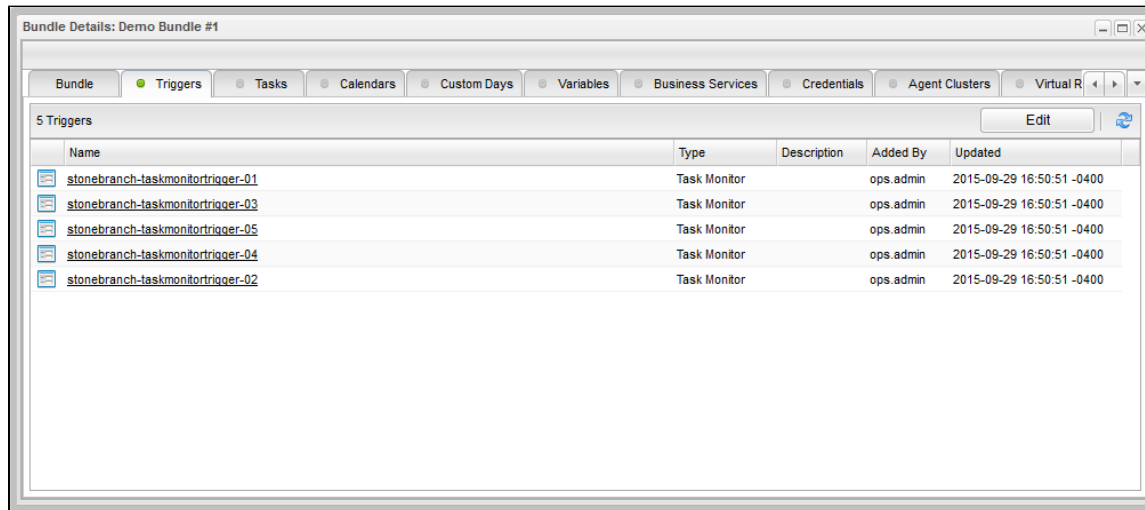 Bundle Details: Demo Bundle #1
Bundle Triggers Tasks Calendars Custom Days Variables Business Services Credentials Agent Clusters Virtual R
5 Triggers Edit
Name Type Description Added By Updated
stonebranch-taskmonitortrigger-01 Task Monitor ops.admin 2015-09-29 16:50:51 -0400
stonebranch-taskmonitortrigger-03 Task Monitor ops.admin 2015-09-29 16:50:51 -0400
stonebranch-taskmonitortrigger-05 Task Monitor ops.admin 2015-09-29 16:50:51 -0400
stonebranch-taskmonitortrigger-04 Task Monitor ops.admin 2015-09-29 16:50:51 -0400
stonebranch-taskmonitortrigger-02 Task Monitor ops.admin 2015-09-29 16:50:51 -0400